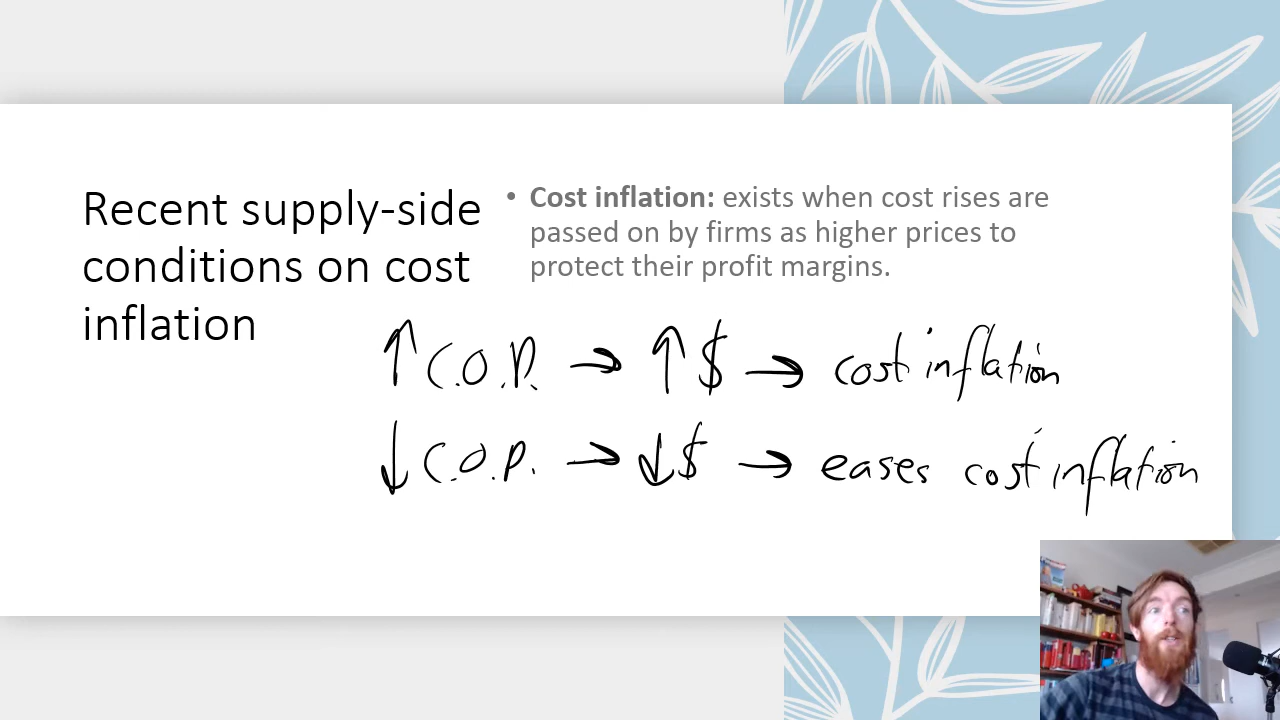 Recent supply-side
conditions on cost
inflation
• Cost inflation: exists when cost rises are
passed on by firms as higher prices to
protect their profit margins.
↑ C.O.P. → ↑ $ → cost inflation
↓ C.O.P. → ↓ $ → eases cost inflation